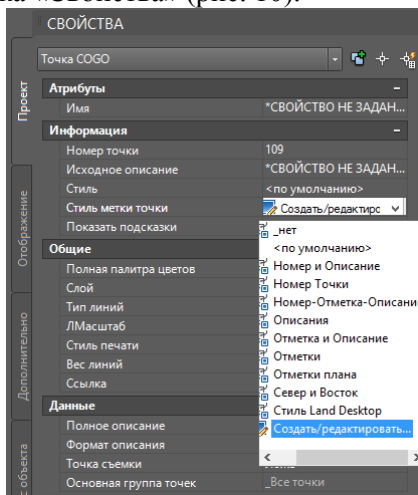 «Свойства» (рис. 10).
СВОЙСТВА
Точка COGO
Проект
Отображение
Дополнительно
Атрибуты
Имя *СВОЙСТВО НЕ ЗАДАН...
Информация
Номер точки 109
Исходное описание *СВОЙСТВО НЕ ЗАДАН...
Стиль <по умолчанию>
Стиль метки точки Создать/редактирс
Показать подсказки
_нет
<по умолчанию>
Общие
Номер и Описание
Полная палитра цветов
Номер Точки
Слой
Номер-Отметка-Описани
Тип линий
Описания
ЛМасштаб
Отметка и Описание
Стиль печати
Отметки
Вес линий
Отметки плана
Ссылка
Север и Восток
Данные
Стиль Land Desktop
Полное описание
Создать/редактировать...
Формат описания
Точка съемки
Основная группа точек _Все точки